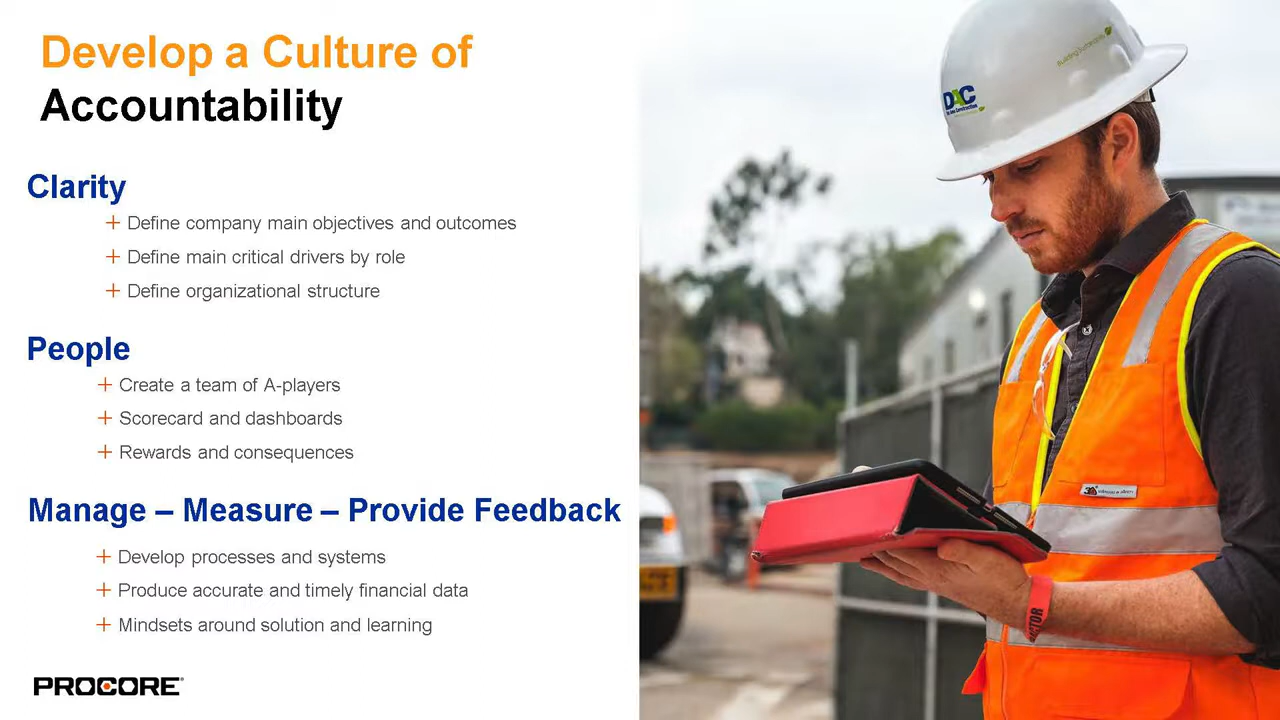 Develop a Culture of
Accountability
Clarity
+ Define company main objectives and outcomes
+ Define main critical drivers by role
+ Define organizational structure
People
+ Create a team of A-players
+ Scorecard and dashboards
+ Rewards and consequences
Manage – Measure – Provide Feedback
+ Develop processes and systems
+ Produce accurate and timely financial data
+ Mindsets around solution and learning
PROCORE
DAC